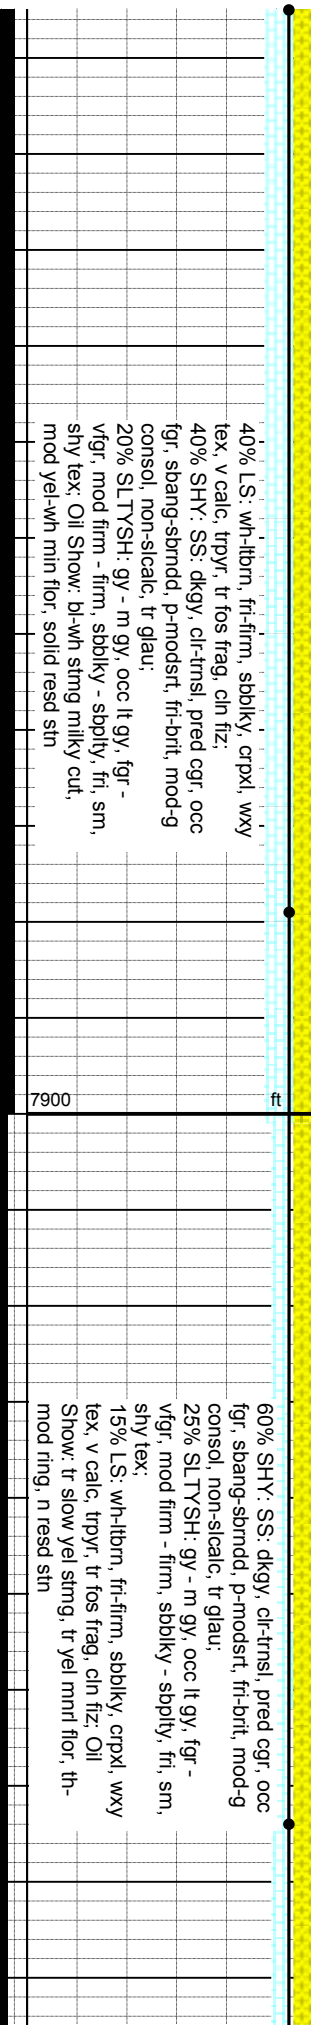 40% LS: wh-ltbrn, fri-firm, sbblky, crpxl, wxy
tex, v calc, trpyr, tr fos frag, cln fiz;
40% SHY: SS: dkgy, clr-trnsl, pred cgr, occ
fgr, sbang-sbrndd, p-modsrt, fri-brit, mod-g
consol, non-slcalc, tr glau;
20% SLTYSH: gy - m gy, occ lt gy, fgr -
vfgr, mod firm - firm, sbblky - sbplty, fri, sm,
shy tex; Oil Show: bl-wh stmg milky cut,
mod yel-wh min flor, solid resd stn
7900 ft
60% SHY: SS: dkgy, clr-trnsl, pred cgr, occ
fgr, sbang-sbrndd, p-modsrt, fri-brit, mod-g
consol, non-slcalc, tr glau;
25% SLTYSH: gy - m gy, occ lt gy, fgr -
vfgr, mod firm - firm, sbblky - sbplty, fri, sm,
shy tex;
15% LS: wh-ltbrn, fri-firm, sbblky, crpxl, wxy
tex, v calc, trpyr, tr fos frag, cln fiz; Oil
Show: tr slow yel stmg, tr yel mnrl flor, th-
mod ring, n resd stn